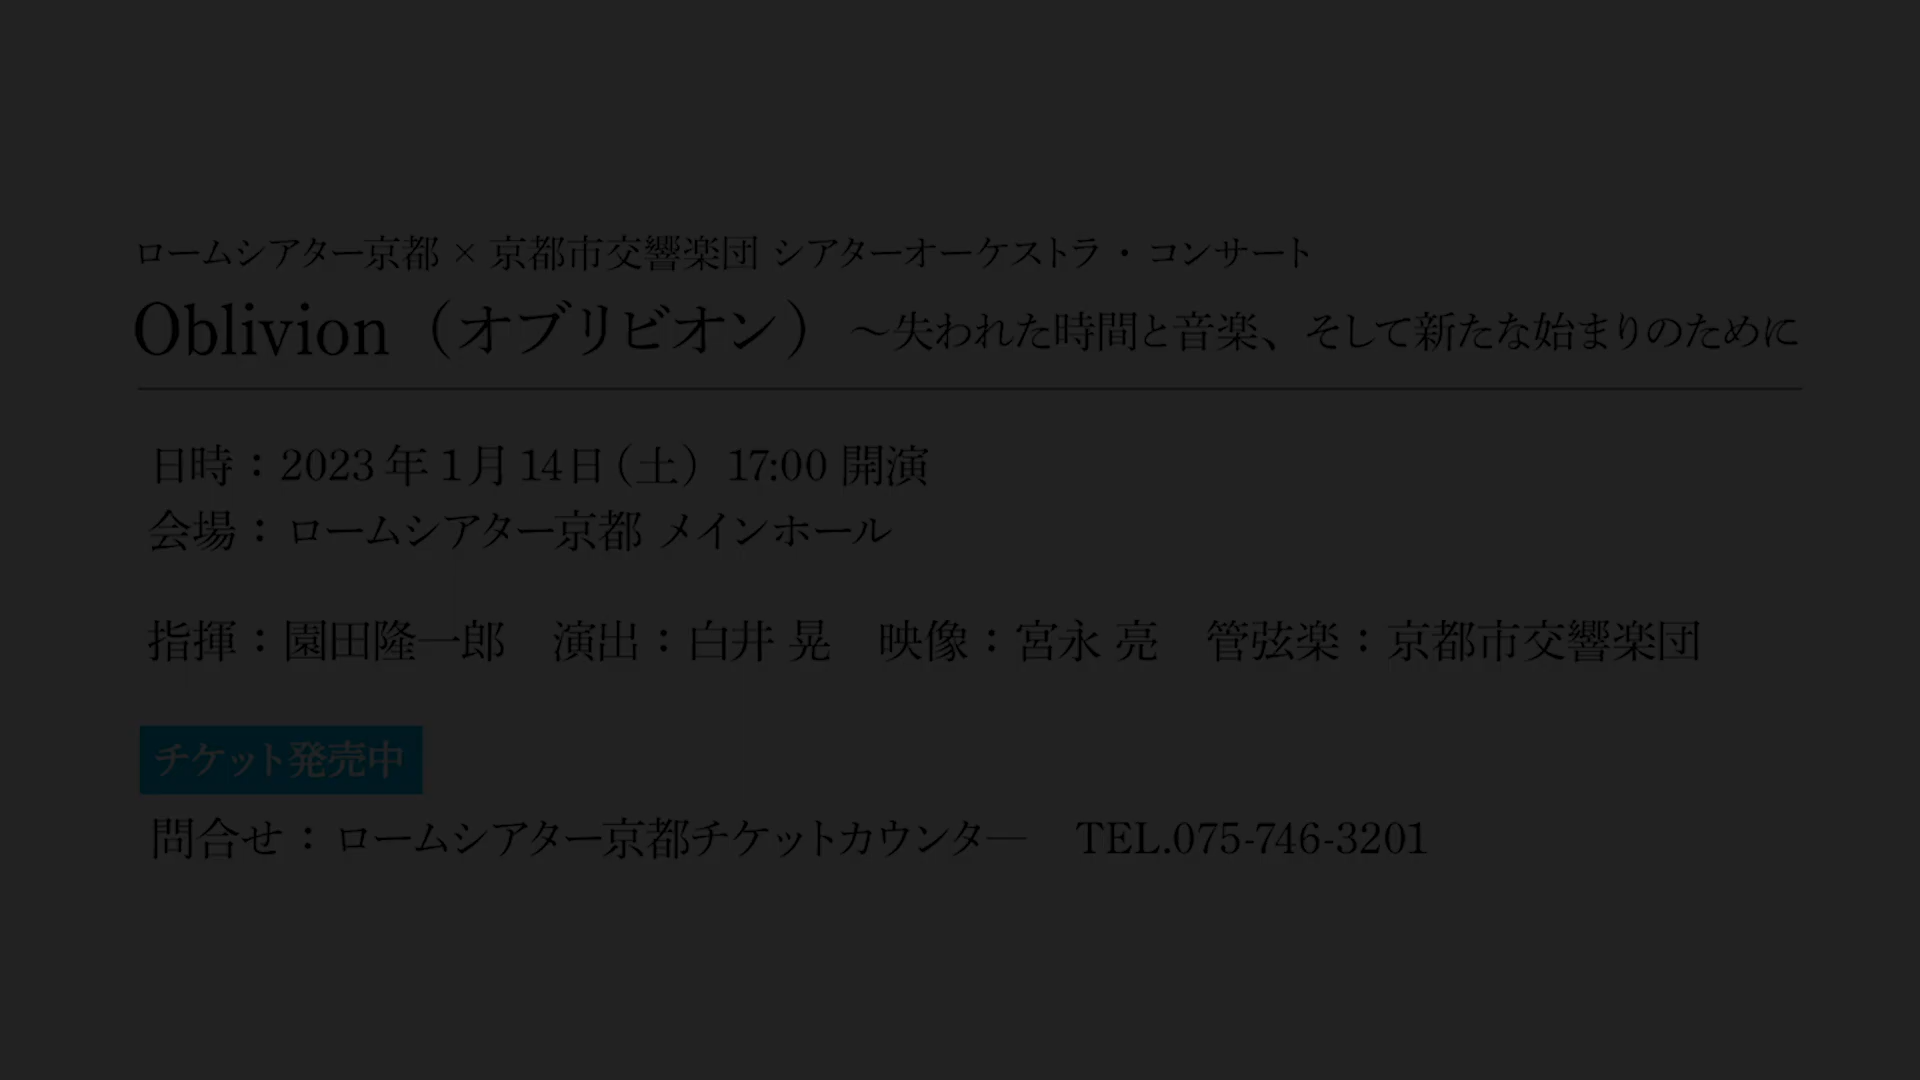 ロームシアター京都 × 京都市交響楽団 シアターオーケストラ・コンサート
Oblivion（オブリビオン）～失われた時間と音楽、そして新たな始まりのために
日時：2023年1月14日（土）17:00 開演
会場：ロームシアター京都 メインホール
指揮：園田隆一郎　演出：白井 晃　映像：宮永 亮　管弦楽：京都市交響楽団
チケット発売中
問合せ：ロームシアター京都チケットカウンター　TEL.075-746-3201